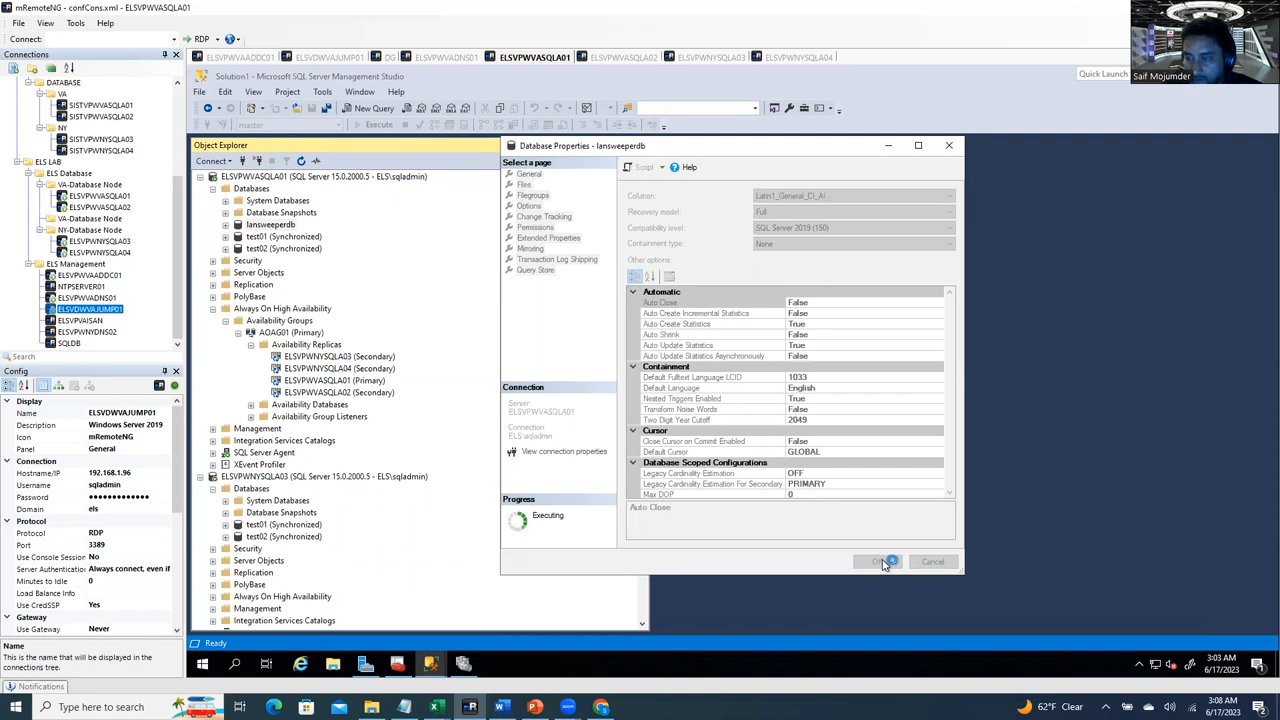 mRemoteNG - confCons.xml - ELSVPWVASQLA01
File View Tools Help
Connect: RDP
Connections
DATABASE
VA
SISTVPWVASQLA01
SISTVPWVASQLA02
NY
SISTVPWNYSQLA03
SISTVPWNYSQLA04
ELS LAB
ELS Database
VA-Database Node
ELSVPWVASQLA01
ELSVPWVASQLA02
VA-Database Node
NY-Database Node
ELSVPWNYSQLA03
ELSVPWNYSQLA04
ELS Management
ELSVPWVAADDC01
NTPSERVER01
ELSVPWVADNS01
ELSVDWVAJUMP01
ELSVPVAISAN
ELSVPWNYDNS02
SQLDB
Search
Config
Display
Name ELSVDWVAJUMP01
Description Windows Server 2019
Icon mRemoteNG
Panel General
Connection
Hostname/IP 192.168.1.96
Username sqladmin
Password ●●●●●●●●●●●●●
Domain els
Protocol
Protocol RDP
Port 3389
Use Console Session No
Server Authentication Always connect, even if
Minutes to Idle 0
Load Balance Info
Use CredSSP Yes
Gateway
Use Gateway Never
Name
This is the name that will be displayed in the connections tree.
Notifications
ELSVPWVAADDC01 ELSVDWVAJUMP01 DG ELSVPWVADNS01 ELSVPWVASQLA01 ELSVPWVASQLA02 ELSVPWNYSQLA03 ELSVPWNYSQLA04
Solution1 - Microsoft SQL Server Management Studio
Quick Launch
Saif Mojumder
File Edit View Project Tools Window Help
New Query
master Execute
Object Explorer
Connect
ELSVPWVASQLA01 (SQL Server 15.0.2000.5 - ELS\sqladmin)
Databases
System Databases
Database Snapshots
lansweeperdb
test01 (Synchronized)
test02 (Synchronized)
Security
Server Objects
Replication
PolyBase
Always On High Availability
Availability Groups
AOAG01 (Primary)
Availability Replicas
ELSVPWNYSQLA03 (Secondary)
ELSVPWNYSQLA04 (Secondary)
ELSVPWVASQLA01 (Primary)
ELSVPWVASQLA02 (Secondary)
Availability Databases
Availability Group Listeners
Management
Integration Services Catalogs
SQL Server Agent
XEvent Profiler
ELSVPWNYSQLA03 (SQL Server 15.0.2000.5 - ELS\sqladmin)
Databases
System Databases
Database Snapshots
test01 (Synchronized)
test02 (Synchronized)
Security
Server Objects
Replication
PolyBase
Always On High Availability
Management
Integration Services Catalogs
Database Properties - lansweeperdb
Select a page
General
Files
Filegroups
Options
Change Tracking
Permissions
Extended Properties
Mirroring
Transaction Log Shipping
Query Store
Connection
Server:
ELSVPWVASQLA01
Connection:
ELS\sqladmin
View connection properties
Progress
Executing
Script Help
Collation: Latin1_General_CI_AI
Recovery model: Full
Compatibility level: SQL Server 2019 (150)
Containment type: None
Other options:
Automatic
Auto Close False
Auto Create Incremental Statistics False
Auto Create Statistics True
Auto Shrink False
Auto Update Statistics True
Auto Update Statistics Asynchronously False
Containment
Default Fulltext Language LCID 1033
Default Language English
Nested Triggers Enabled True
Transform Noise Words False
Two Digit Year Cutoff 2049
Cursor
Close Cursor on Commit Enabled False
Default Cursor GLOBAL
Database Scoped Configurations
Legacy Cardinality Estimation OFF
Legacy Cardinality Estimation For Secondary PRIMARY
Max DOP 0
Auto Close
Cancel
Ready
3:03 AM
6/17/2023
Type here to search
62°F Clear
3:08 AM
6/17/2023